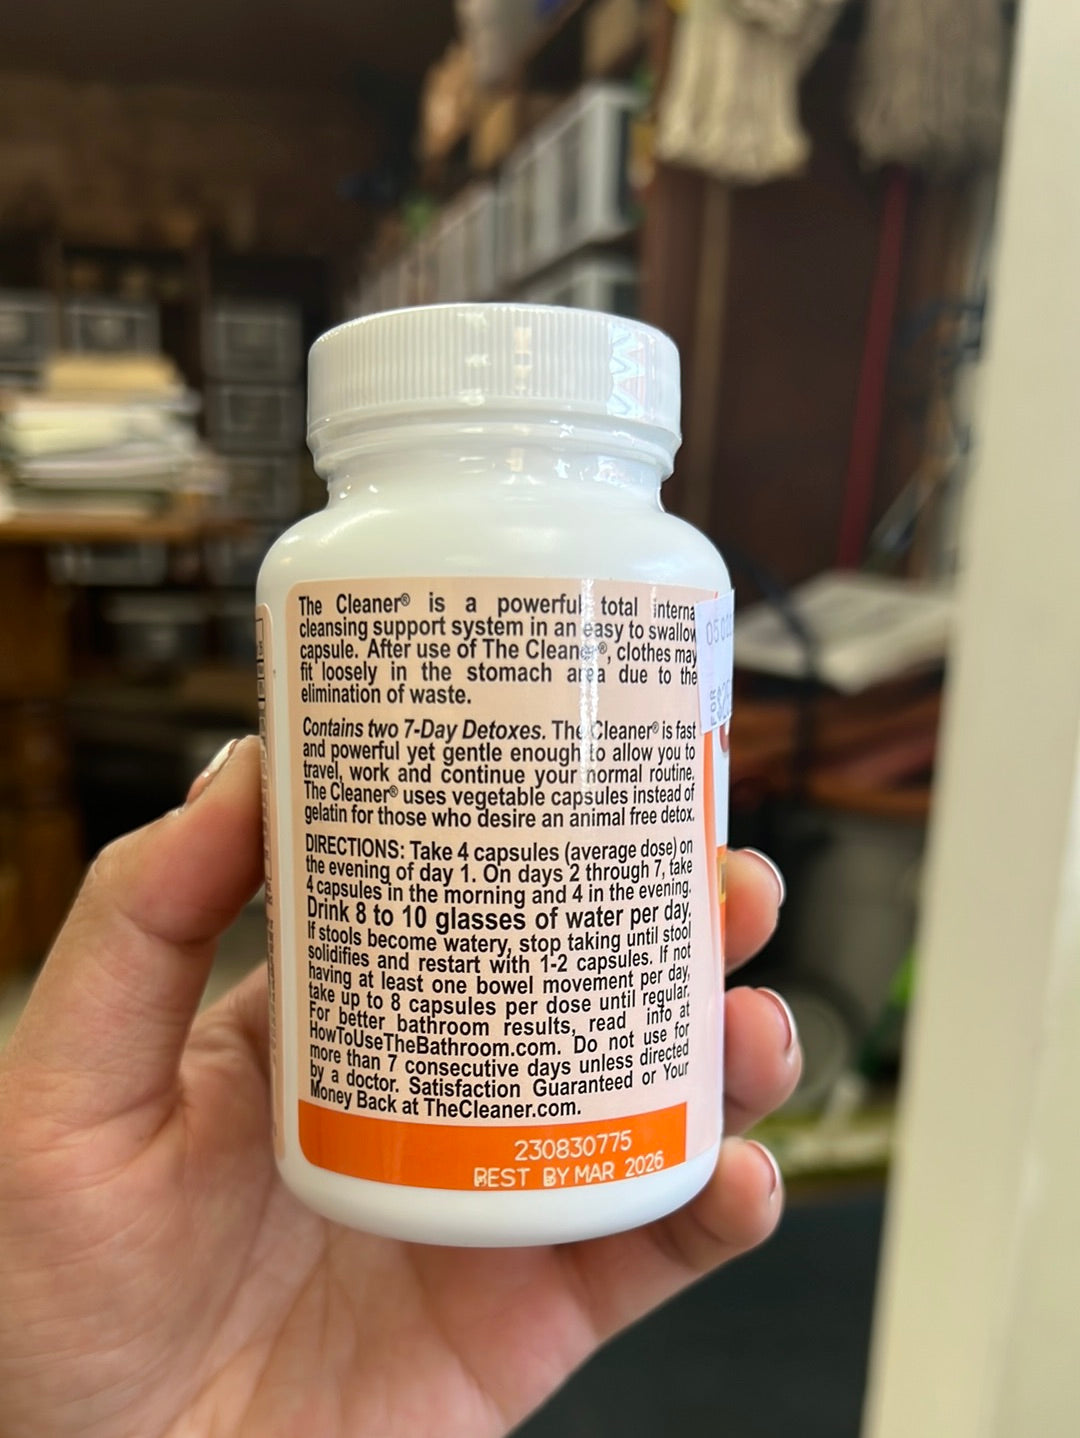 The Cleaner® is a powerful total interna
cleansing support system in an easy to swallow
capsule. After use of The Cleaner®, clothes may
fit loosely in the stomach area due to the
elimination of waste.
Contains two 7-Day Detoxes. The Cleaner® is fast
and powerful yet gentle enough to allow you to
travel, work and continue your normal routine.
The Cleaner® uses vegetable capsules instead of
gelatin for those who desire an animal free detox.
DIRECTIONS: Take 4 capsules (average dose) on
the evening of day 1. On days 2 through 7, take
4 capsules in the morning and 4 in the evening.
Drink 8 to 10 glasses of water per day.
If stools become watery, stop taking until stool
solidifies and restart with 1-2 capsules. If not
having at least one bowel movement per day,
take up to 8 capsules per dose until regular.
For better bathroom results, read info at
HowToUseTheBathroom.com. Do not use for
more than 7 consecutive days unless directed
by a doctor. Satisfaction Guaranteed or Your
Money Back at TheCleaner.com.
230830775
BEST BY MAR 2026